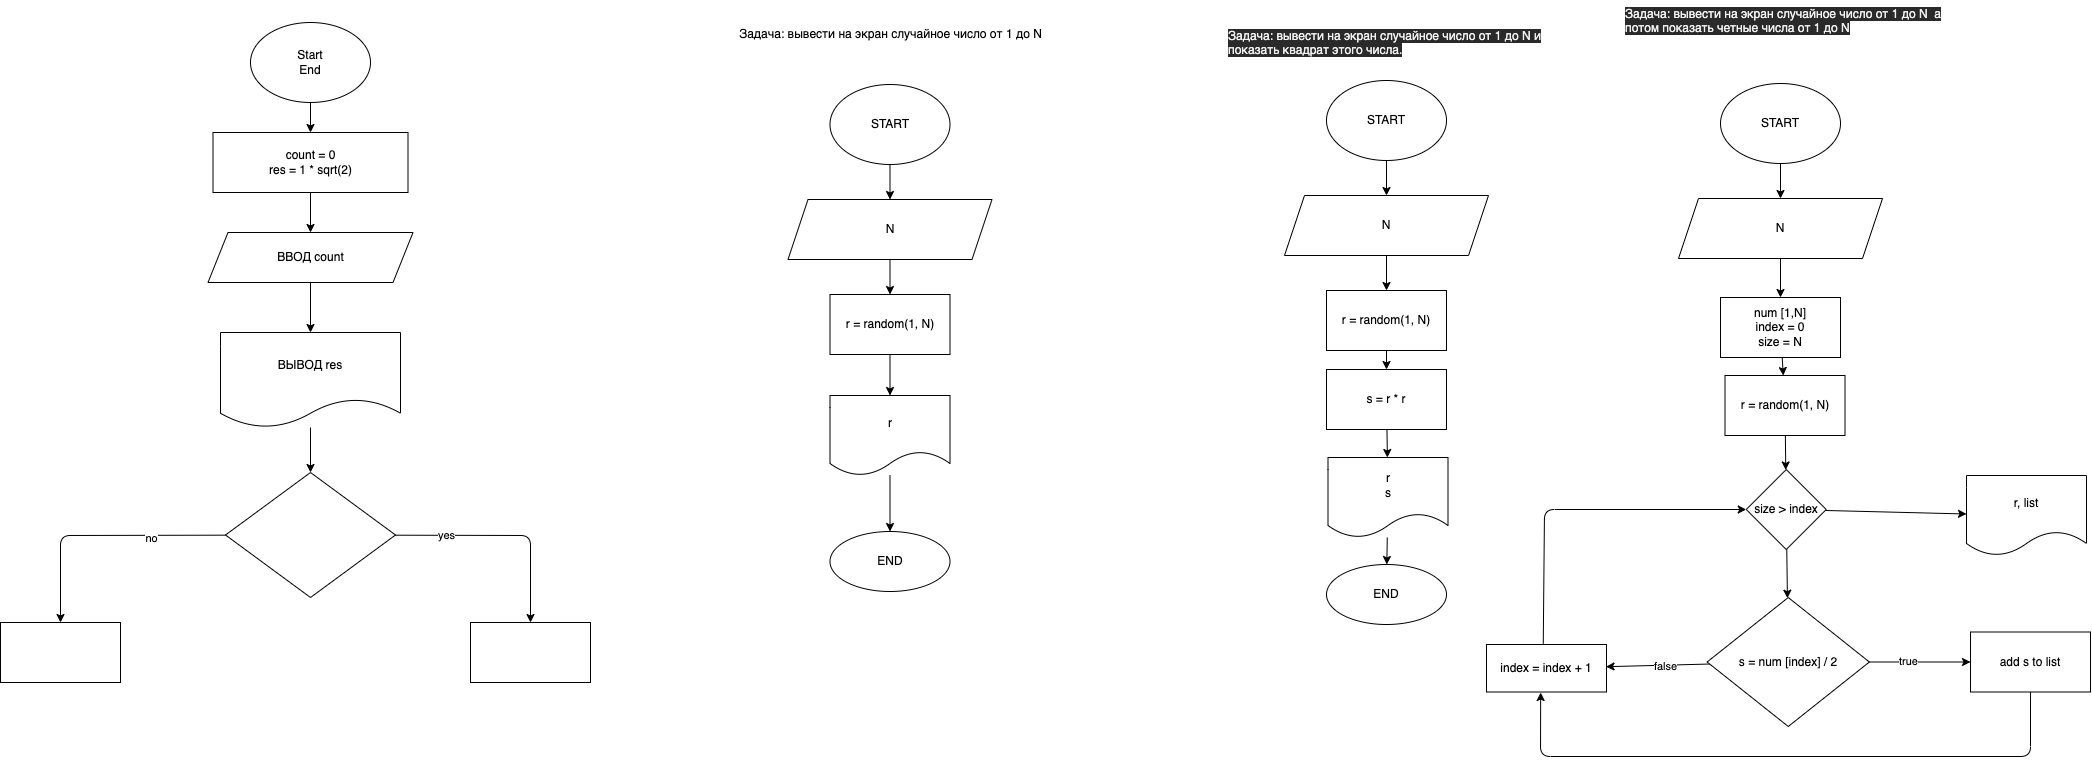 Start
End
count = 0
res = 1 * sqrt(2)
ВВОД count
ВЫВОД res
no
yes
Задача: вывести на экран случайное число от 1 до N
START
N
r = random(1, N)
r
END
Задача: вывести на экран случайное число от 1 до N и
показать квадрат этого числа.
START
N
r = random(1, N)
s = r * r
r
s
END
Задача: вывести на экран случайное число от 1 до N  а
потом показать четные числа от 1 до N
START
N
num [1,N]
index = 0
size = N
r = random(1, N)
size > index
r, list
s = num [index] / 2
false
true
index = index + 1
add s to list